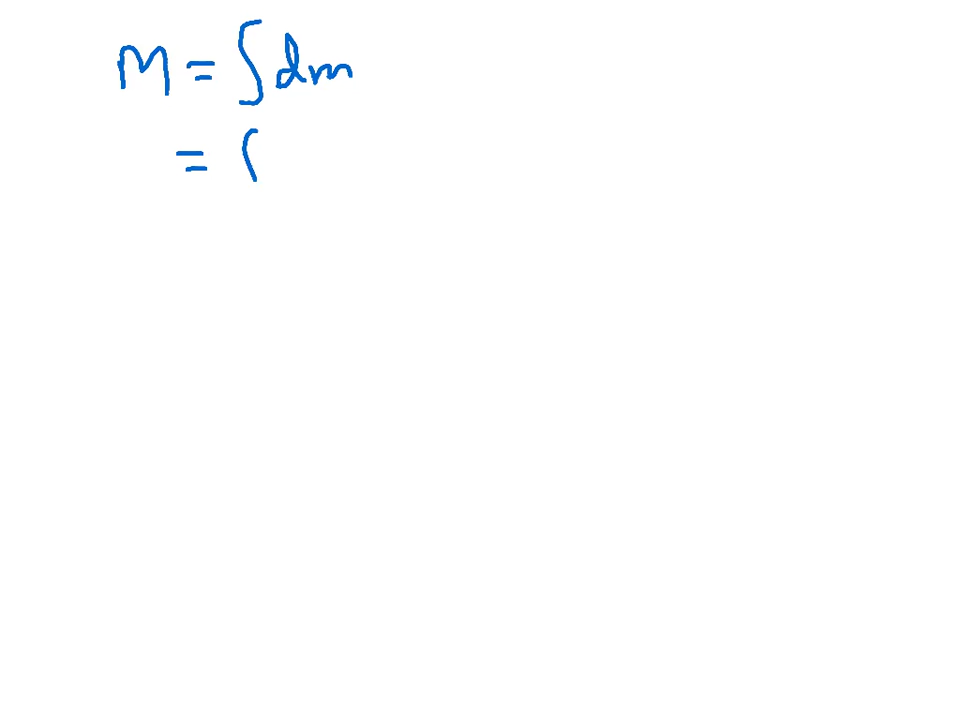 M = ∫ dm
=